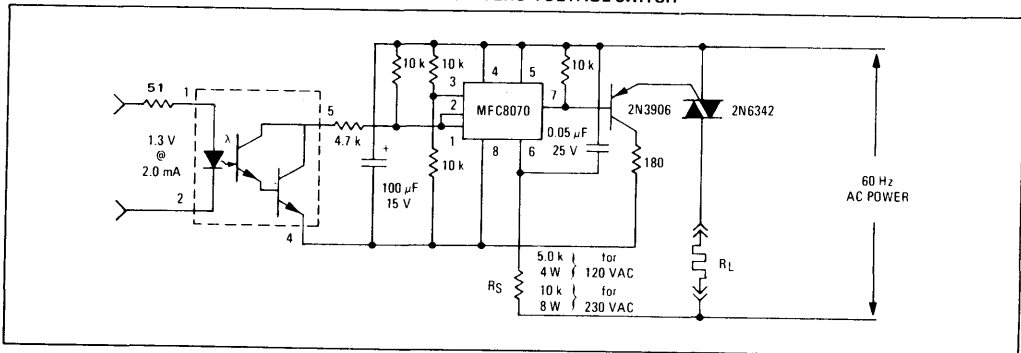 VOLTAGE SWITCH
51
1
1.3 V
@
2.0 mA
2
λ
5
4
4.7 k
10 k
10 k
10 k
+
100 μF
15 V
4
5
3
2
1
MFC8070
7
8
6
10 k
0.05 μF
25 V
2N3906
2N6342
180
RS
5.0 k
4 W
for
120 VAC
10 k
8 W
for
230 VAC
RL
60 Hz
AC POWER